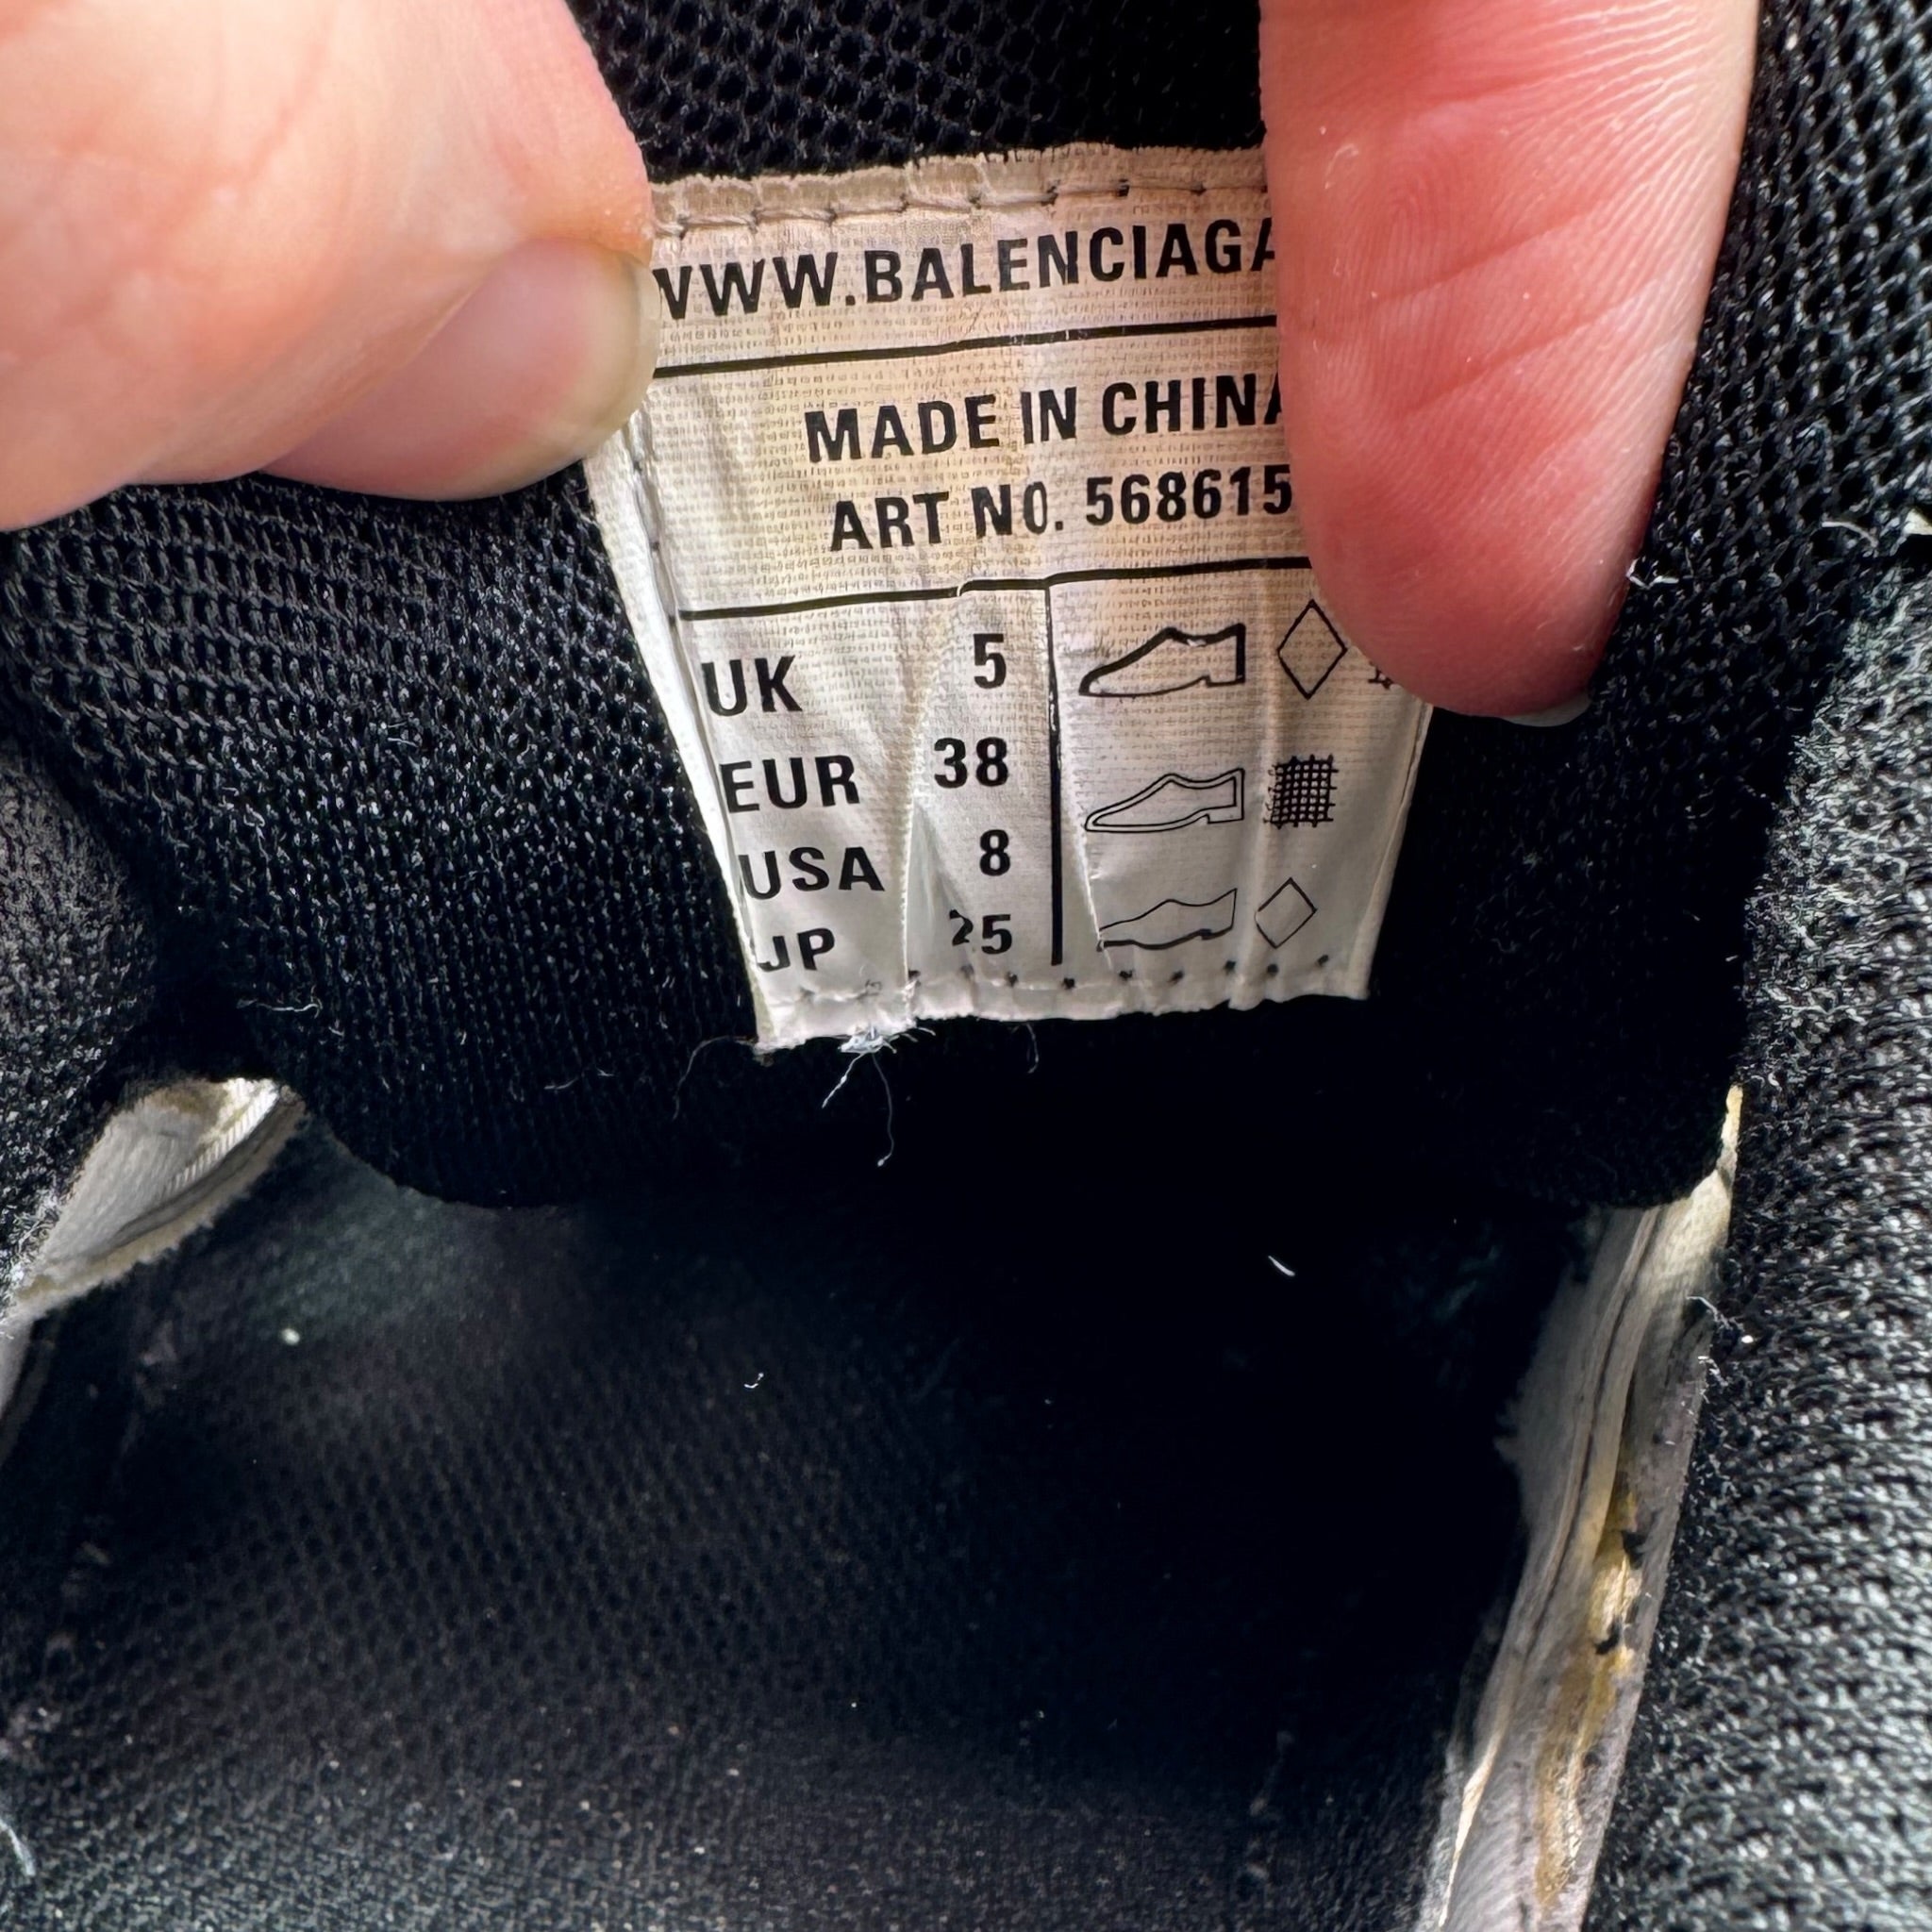 WWW.BALENCIAGA
MADE IN CHINA
ART NO. 568615
UK 5
EUR 38
USA 8
JP 25